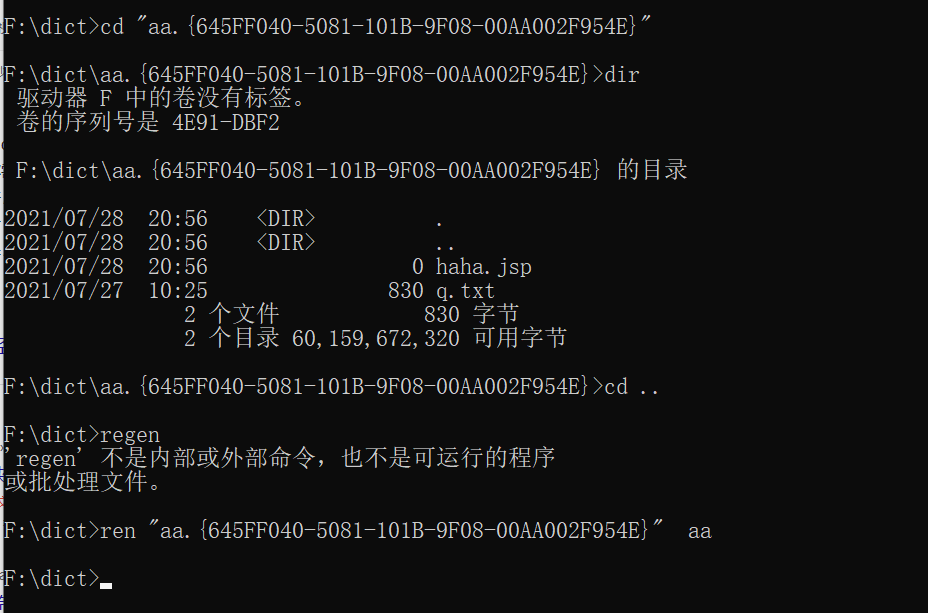 F:\dict>cd "aa.{645FF040-5081-101B-9F08-00AA002F954E}"
F:\dict\aa.{645FF040-5081-101B-9F08-00AA002F954E}>dir
驱动器 F 中的卷没有标签。
卷的序列号是 4E91-DBF2
F:\dict\aa.{645FF040-5081-101B-9F08-00AA002F954E} 的目录
2021/07/28  20:56    <DIR>          .
2021/07/28  20:56    <DIR>          ..
2021/07/28  20:56                 0 haha.jsp
2021/07/27  10:25               830 q.txt
2 个文件            830 字节
2 个目录 60,159,672,320 可用字节
F:\dict\aa.{645FF040-5081-101B-9F08-00AA002F954E}>cd ..
F:\dict>regen
'regen' 不是内部或外部命令，也不是可运行的程序
或批处理文件。
F:\dict>ren "aa.{645FF040-5081-101B-9F08-00AA002F954E}"  aa
F:\dict>